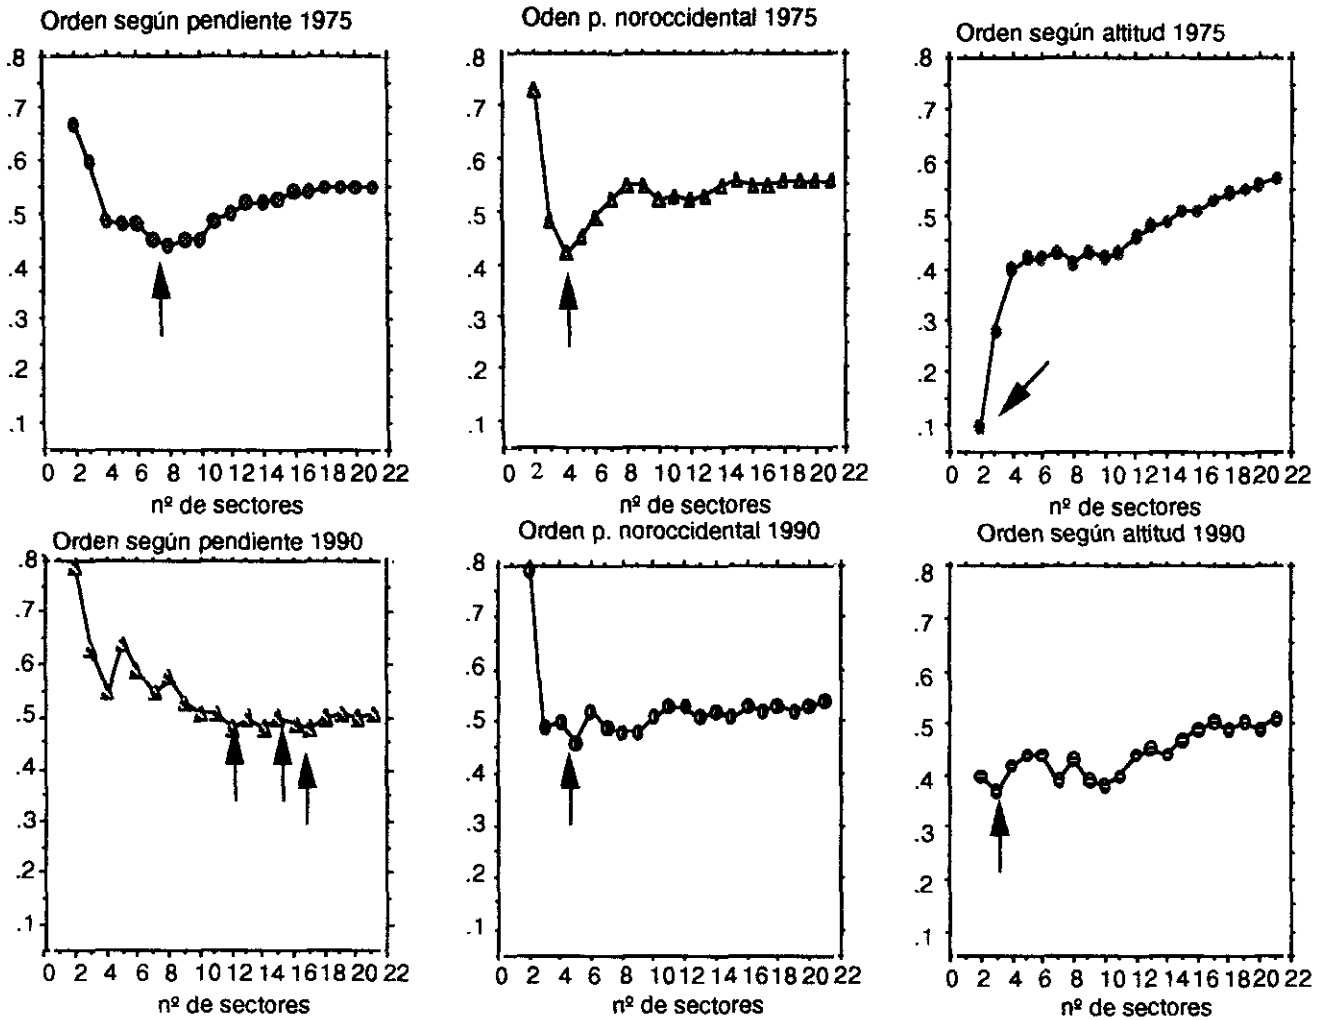 Orden según pendiente 1975
.8
.7
.6
.5
.4
.3
.2
.1
0 2 4 6 8 10 12 14 16 18 20 22
nº de sectores
Oden p. noroccidental 1975
.8
.7
.6
.5
.4
.3
.2
.1
0 2 4 6 8 10 12 14 16 18 20 22
nº de sectores
Orden según altitud 1975
.8
.7
.6
.5
.4
.3
.2
.1
0 2 4 6 8 10 12 14 16 18 20 22
nº de sectores
Orden según pendiente 1990
.8
.7
.6
.5
.4
.3
.2
.1
0 2 4 6 8 10 12 14 16 18 20 22
nº de sectores
Orden p. noroccidental 1990
.8
.7
.6
.5
.4
.3
.2
.1
0 2 4 6 8 10 12 14 16 18 20 22
nº de sectores
Orden según altitud 1990
.8
.7
.6
.5
.4
.3
.2
.1
0 2 4 6 8 10 12 14 16 18 20 22
nº de sectores